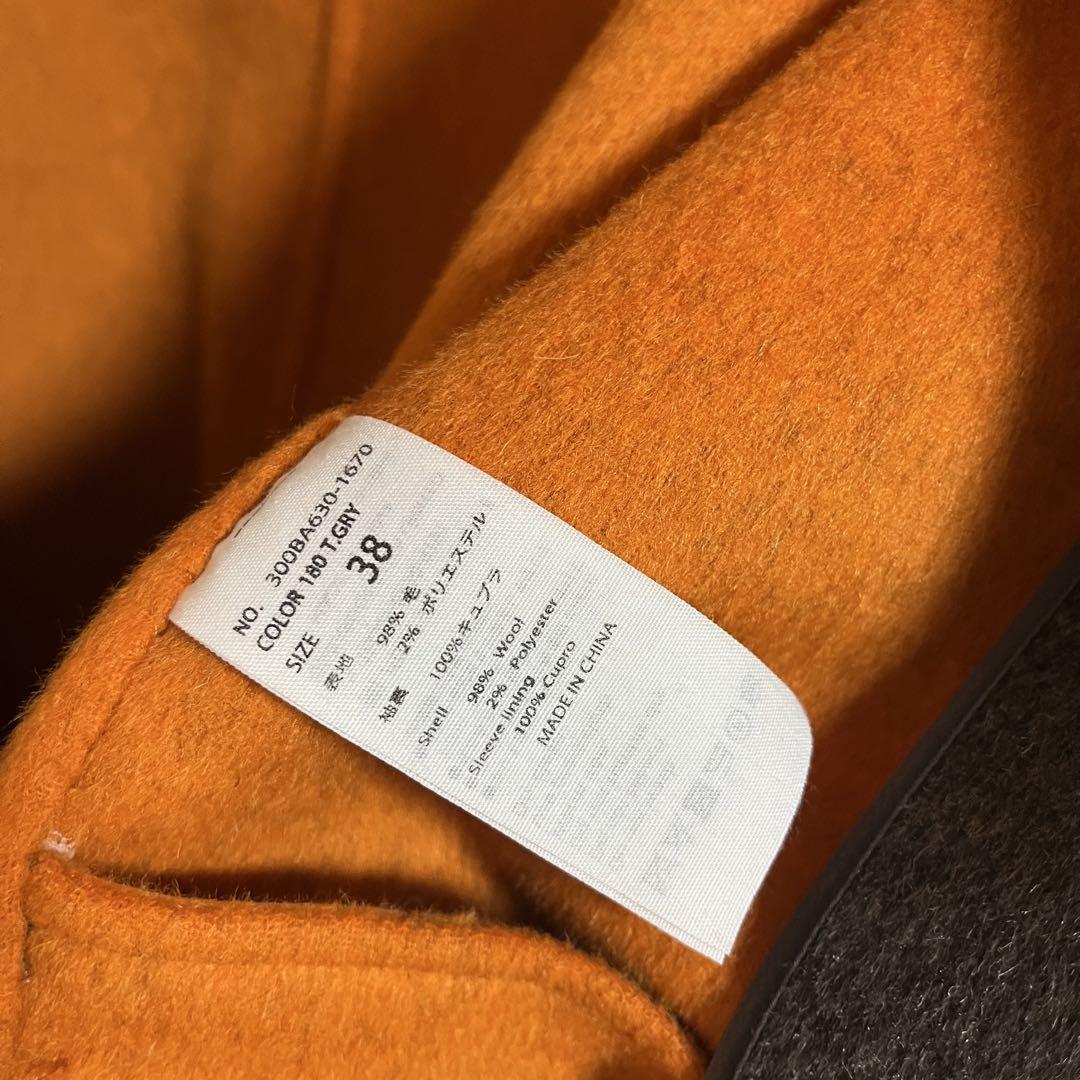 NO. 300BA630-1670
COLOR 180 T.GRY
SIZE 38
表地 98% 毛
2% ポリエステル
袖裏 100%キュプラ
Shell 98% Wool
2% Polyester
Sleeve lining
100% Cupro
MADE IN CHINA